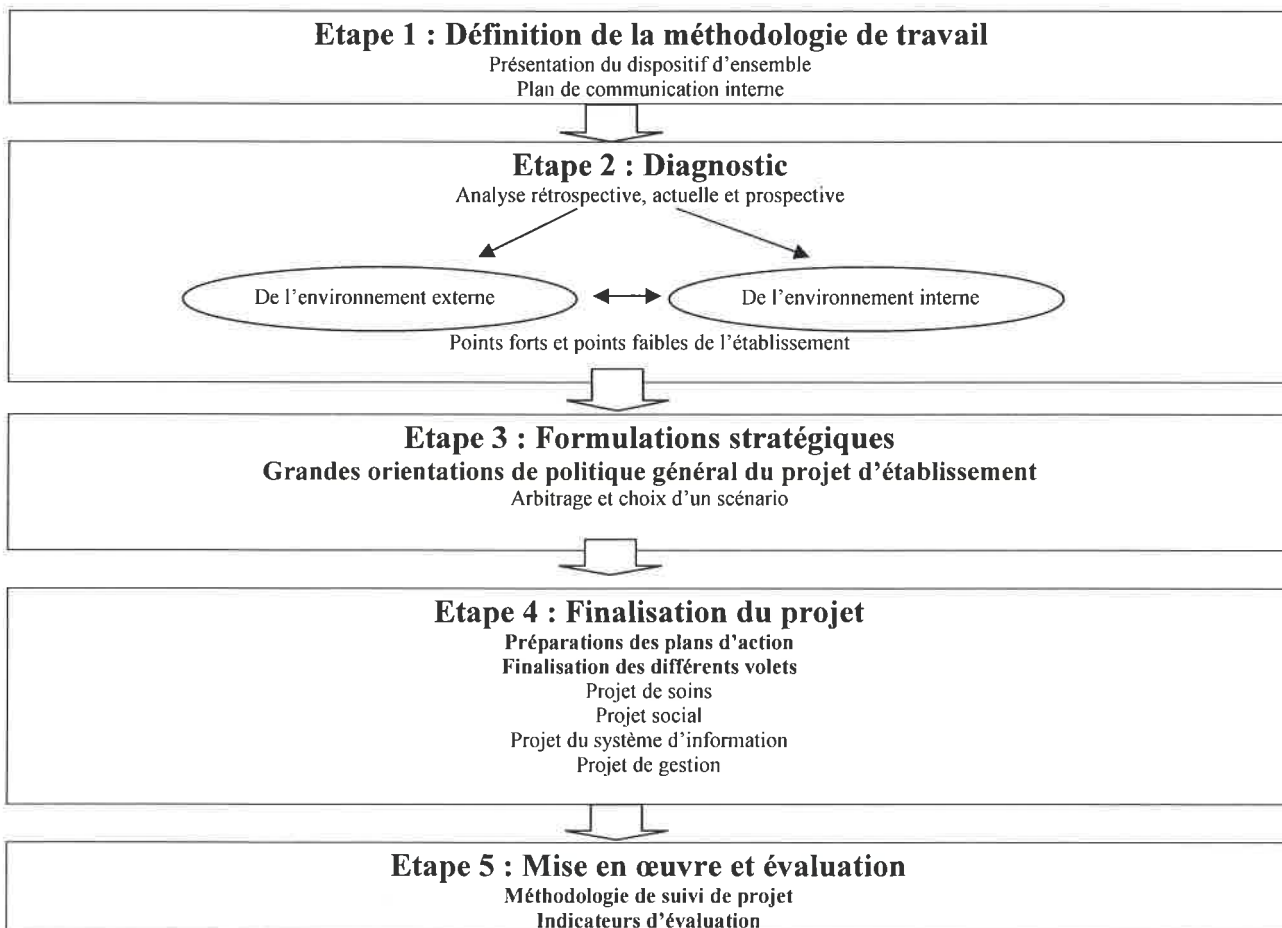 Etape 1 : Définition de la méthodologie de travail
Présentation du dispositif d'ensemble
Plan de communication interne
Etape 2 : Diagnostic
Analyse rétrospective, actuelle et prospective
De l'environnement externe
De l'environnement interne
Points forts et points faibles de l'établissement
Etape 3 : Formulations stratégiques
Grandes orientations de politique général du projet d'établissement
Arbitrage et choix d'un scénario
Etape 4 : Finalisation du projet
Préparations des plans d'action
Finalisation des différents volets
Projet de soins
Projet social
Projet du système d'information
Projet de gestion
Etape 5 : Mise en œuvre et évaluation
Méthodologie de suivi de projet
Indicateurs d'évaluation